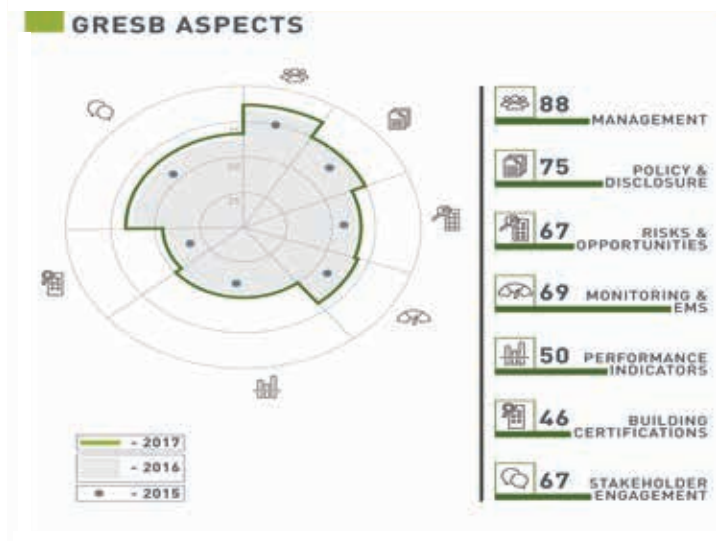 GRESB ASPECTS
88
MANAGEMENT
75
POLICY &
DISCLOSURE
67
RISKS &
OPPORTUNITIES
69
MONITORING &
EMS
50
PERFORMANCE
INDICATORS
46
BUILDING
CERTIFICATIONS
67
STAKEHOLDER
ENGAGEMENT
- 2017
- 2016
- 2015